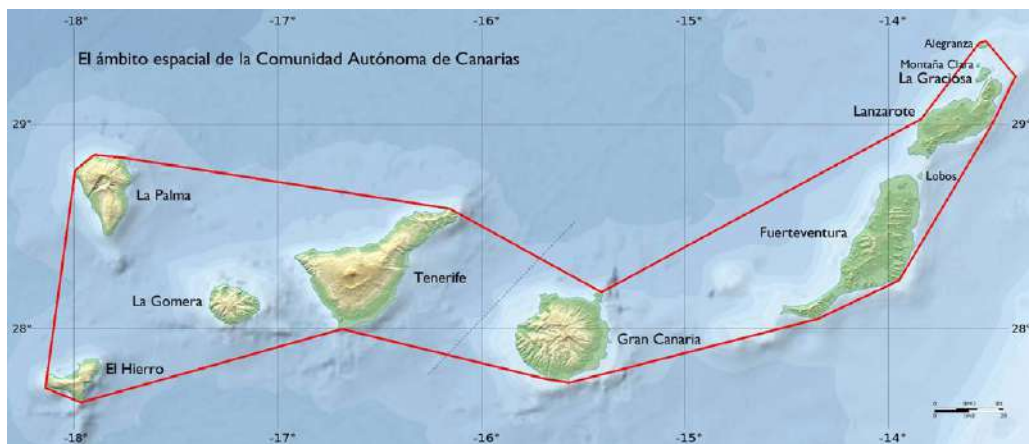 -18° -17° -16° -15° -14°
El ámbito espacial de la Comunidad Autónoma de Canarias
Alegranza
Montaña Clara
La Graciosa
Lanzarote
29° 29°
Lobos
La Palma
Fuerteventura
Tenerife
La Gomera
28° 28°
Gran Canaria
El Hierro
-18° -17° -16° -15° -14°